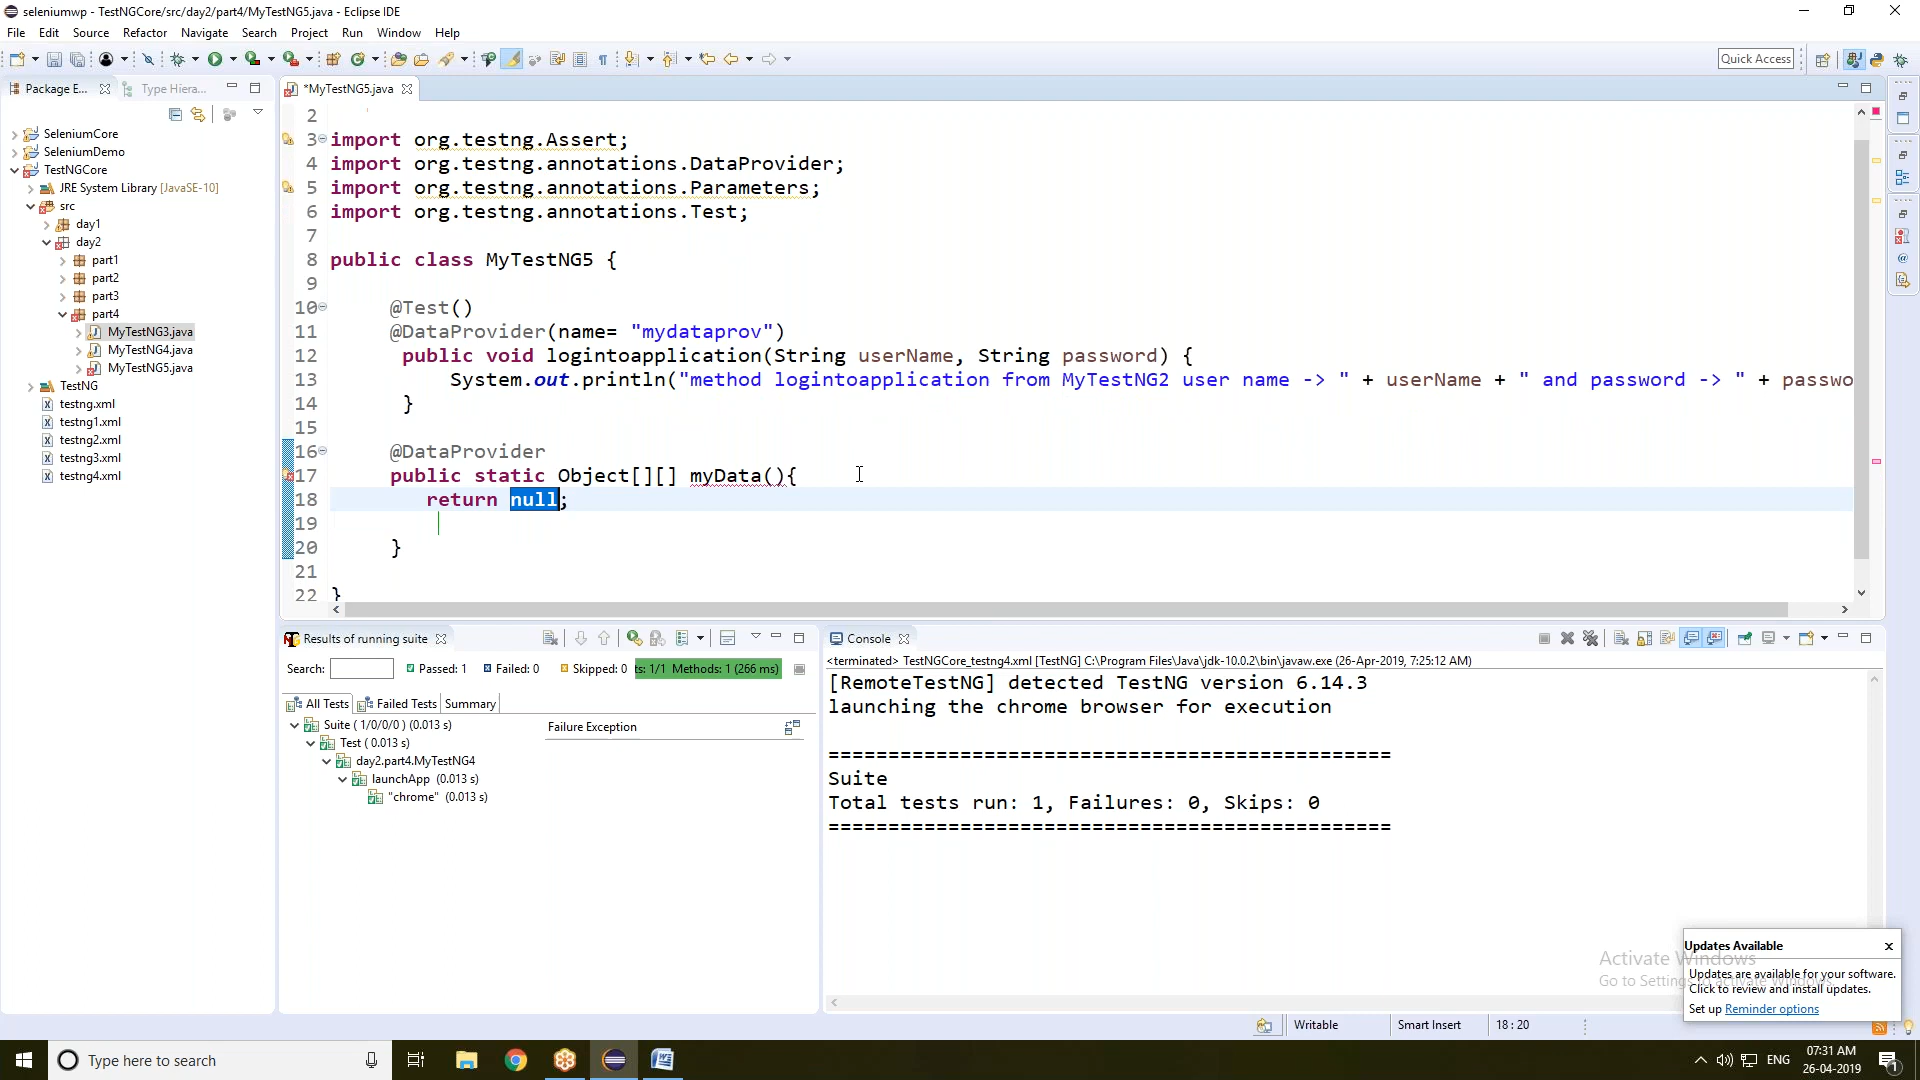 seleniumwp - TestNGCore/src/day2/part4/MyTestNG5.java - Eclipse IDE
File Edit Source Refactor Navigate Search Project Run Window Help
Quick Access
Package E... Type Hiera...
*MyTestNG5.java
SeleniumCore
SeleniumDemo
TestNGCore
JRE System Library [JavaSE-10]
src
day1
day2
part1
part2
part3
part4
MyTestNG3.java
MyTestNG4.java
MyTestNG5.java
TestNG
testng.xml
testng1.xml
testng2.xml
testng3.xml
testng4.xml
2
3 import org.testng.Assert;
4 import org.testng.annotations.DataProvider;
5 import org.testng.annotations.Parameters;
6 import org.testng.annotations.Test;
7
8 public class MyTestNG5 {
9
10 @Test()
11 @DataProvider(name= "mydataprov")
12 public void logintoapplication(String userName, String password) {
13 System.out.println("method logintoapplication from MyTestNG2 user name -> " + userName + " and password -> " + passwo
14 }
15
16 @DataProvider
17 public static Object[][] myData(){
18 return null;
19
20 }
21
22 }
Results of running suite
Search: Passed: 1 Failed: 0 Skipped: 0 ts: 1/1 Methods: 1 (266 ms)
All Tests Failed Tests Summary
Suite ( 1/0/0/0 ) (0.013 s)
Test ( 0.013 s)
day2.part4.MyTestNG4
launchApp (0.013 s)
"chrome" (0.013 s)
Failure Exception
Console
<terminated> TestNGCore_testng4.xml [TestNG] C:\Program Files\Java\jdk-10.0.2\bin\javaw.exe (26-Apr-2019, 7:25:12 AM)
[RemoteTestNG] detected TestNG version 6.14.3
launching the chrome browser for execution
===============================================
Suite
Total tests run: 1, Failures: 0, Skips: 0
===============================================
Activate Windows
Go to Settings to activate Windows.
Updates Available
Updates are available for your software.
Click to review and install updates.
Set up Reminder options
Writable Smart Insert 18 : 20
Type here to search
ENG
07:31 AM
26-04-2019
1